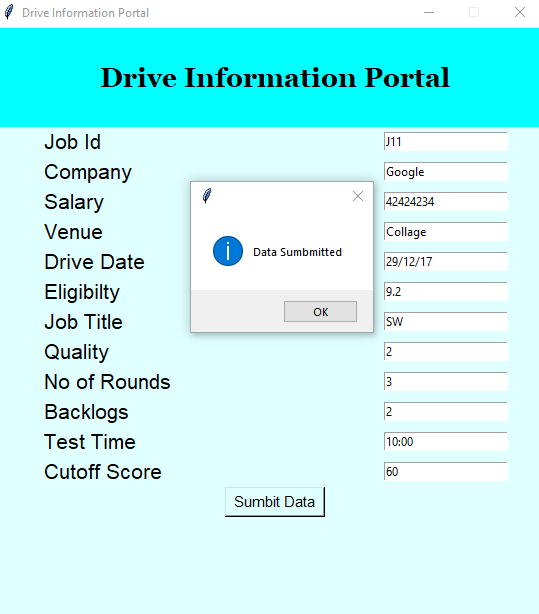 Drive Information Portal
Drive Information Portal
Job Id J11
Company Google
Salary 42424234
Venue Collage
Drive Date 29/12/17
Eligibilty 9.2
Job Title SW
Quality 2
No of Rounds 3
Backlogs 2
Test Time 10:00
Cutoff Score 60
Sumbit Data
Data Sumbmitted
OK